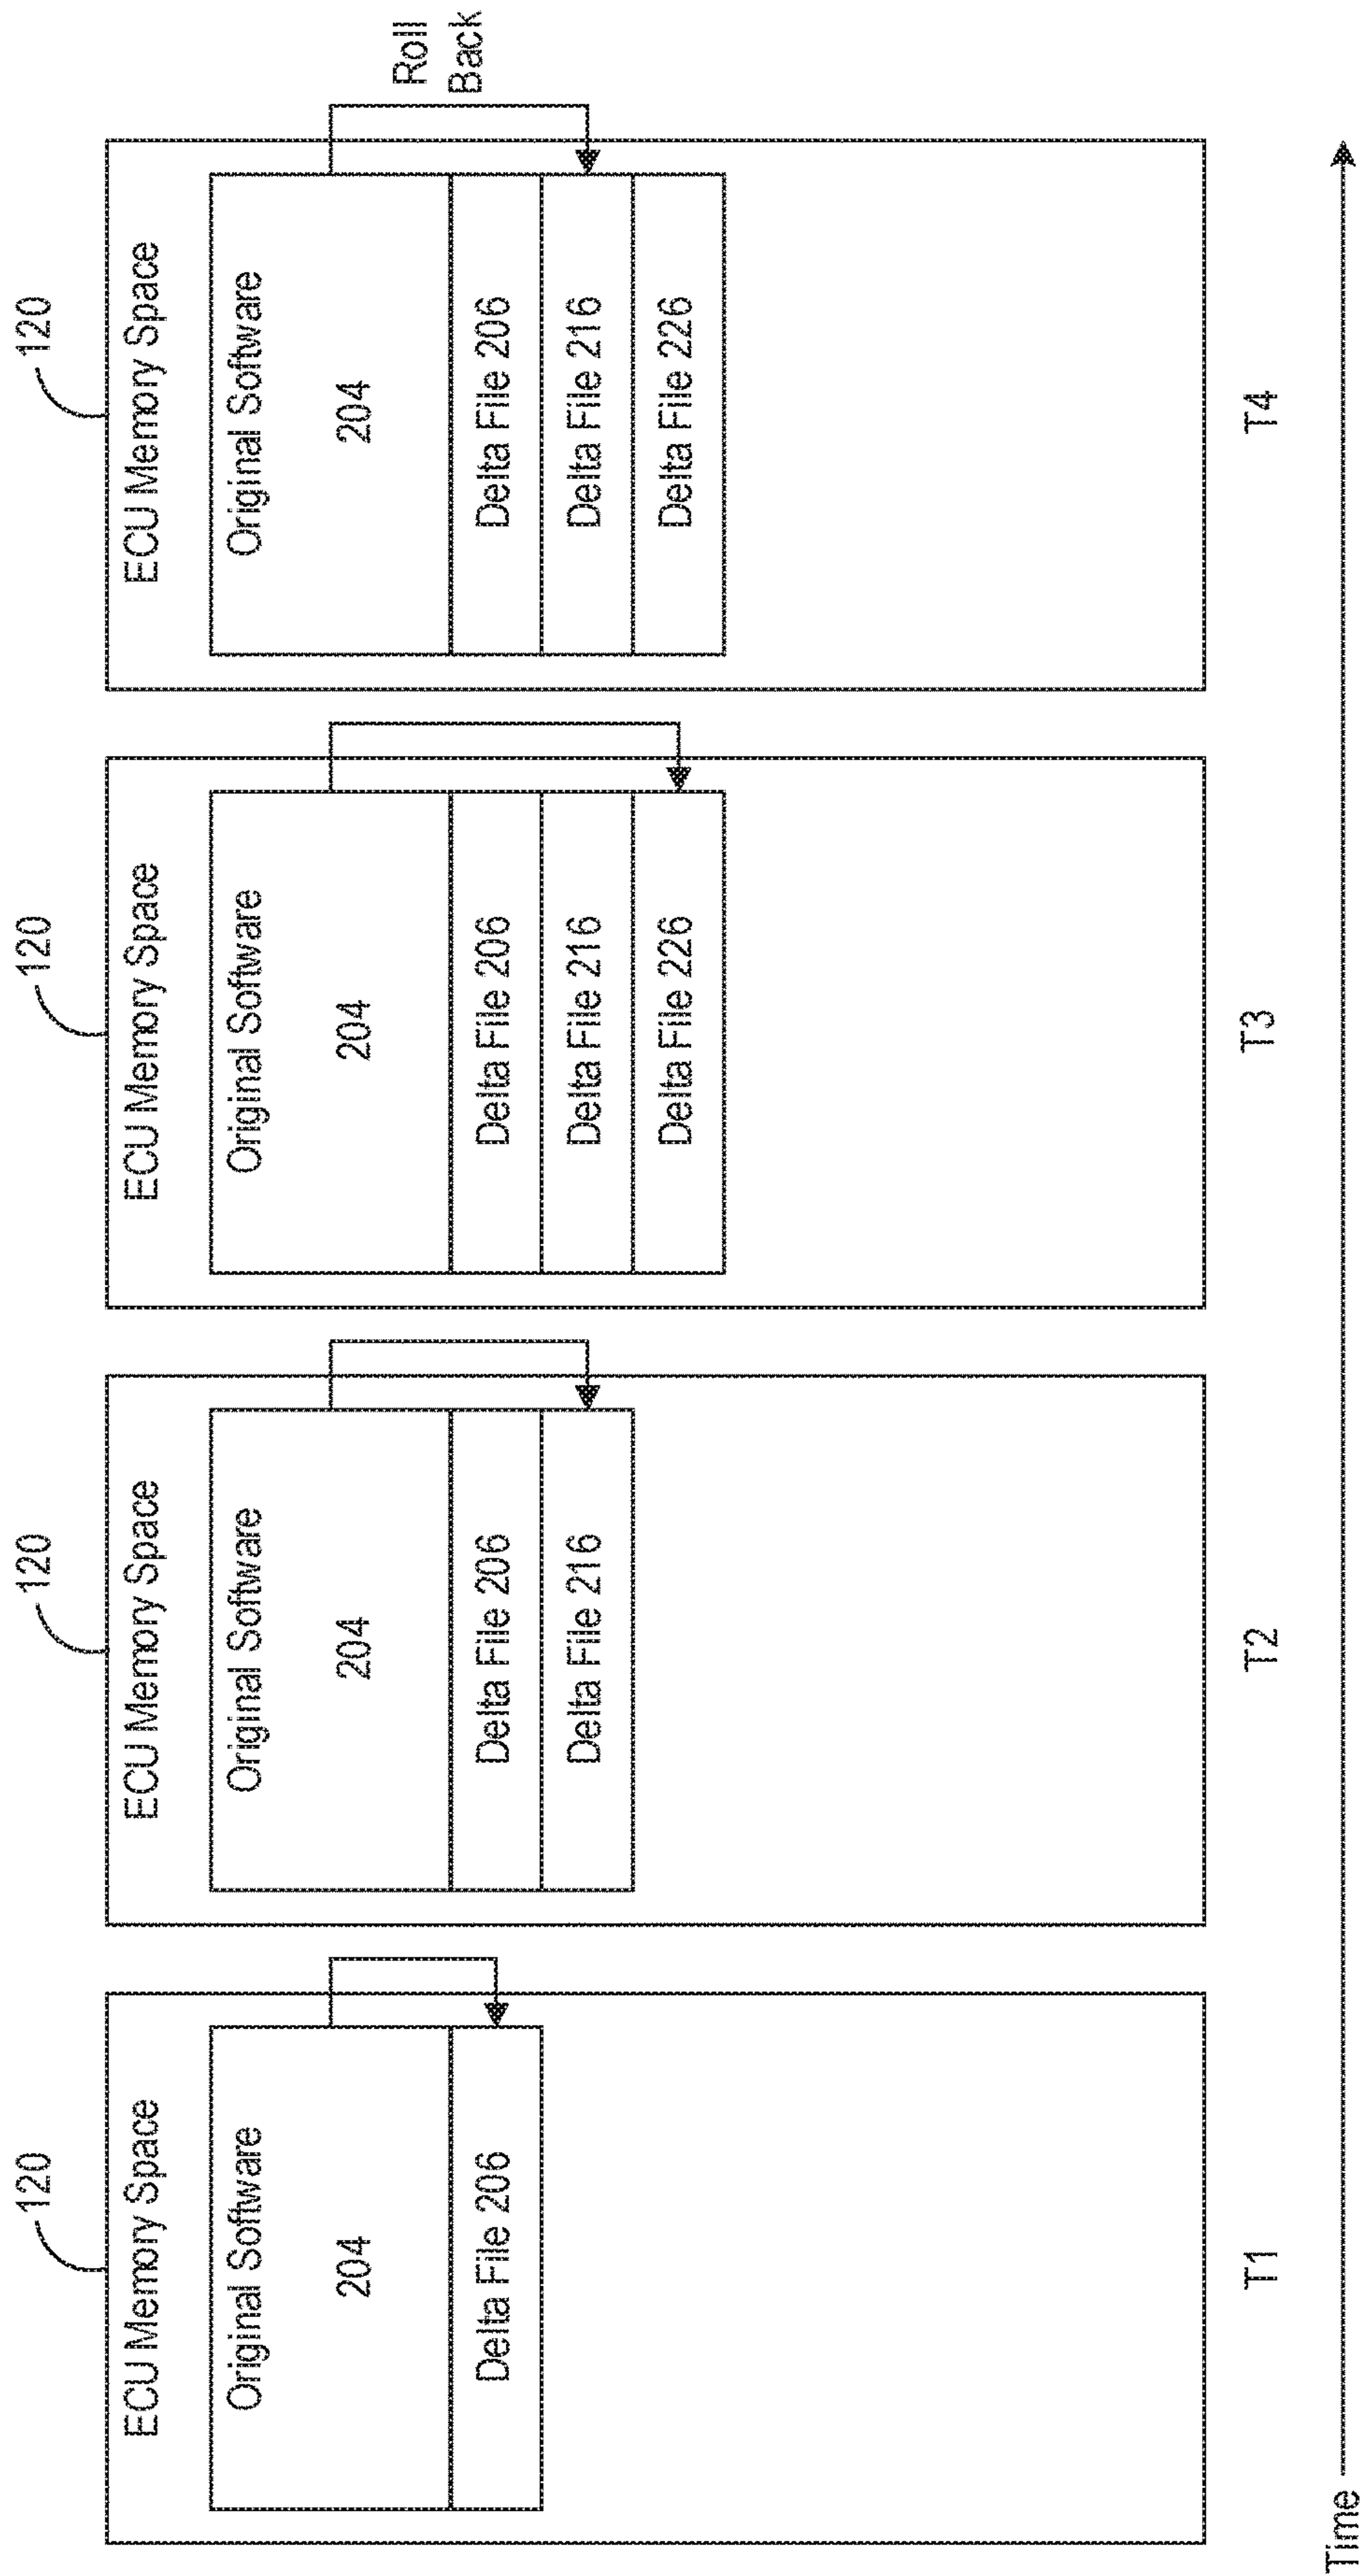 120
ECU Memory Space
Original Software
204
Delta File 206
T1
120
ECU Memory Space
Original Software
204
Delta File 206
Delta File 216
T2
120
ECU Memory Space
Original Software
204
Delta File 206
Delta File 216
Delta File 226
T3
120
ECU Memory Space
Original Software
204
Delta File 206
Delta File 216
Delta File 226
T4
Roll
Back
Time